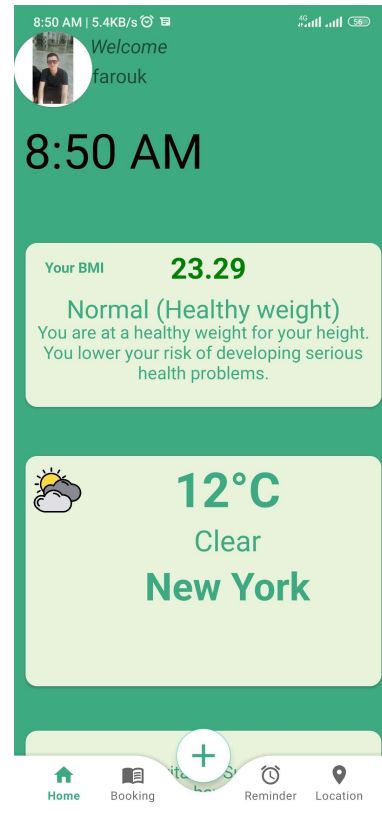 8:50 AM | 5.4KB/s
4G
56
Welcome
farouk
8:50 AM
Your BMI 23.29
Normal (Healthy weight)
You are at a healthy weight for your height.
You lower your risk of developing serious
health problems.
12°C
Clear
New York
Home
Booking
Reminder
Location